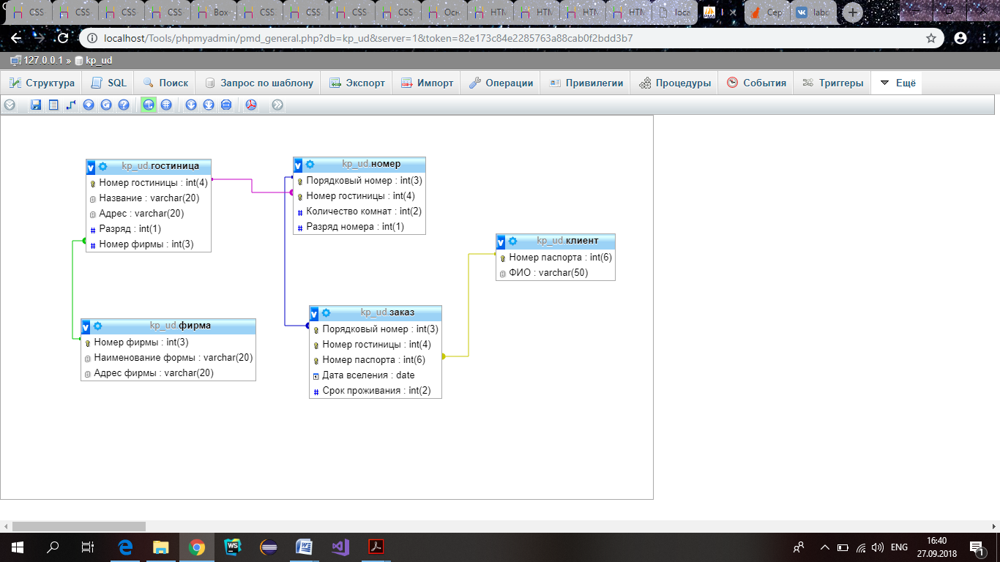 CSS CSS CSS CSS Box CSS CSS CSS CSS Осн HTM HTM HTM HTM loca Сер labo
localhost/Tools/phpmyadmin/pmd_general.php?db=kp_ud&server=1&token=82e173c84e2285763a88cab0f2bdd3b7
127.0.0.1 » kp_ud
Структура SQL Поиск Запрос по шаблону Экспорт Импорт Операции Привилегии Процедуры События Триггеры Ещё
kp_ud.гостиница
Номер гостиницы : int(4)
Название : varchar(20)
Адрес : varchar(20)
Разряд : int(1)
Номер фирмы : int(3)
kp_ud.номер
Порядковый номер : int(3)
Номер гостиницы : int(4)
Количество комнат : int(2)
Разряд номера : int(1)
kp_ud.клиент
Номер паспорта : int(6)
ФИО : varchar(50)
kp_ud.фирма
Номер фирмы : int(3)
Наименование формы : varchar(20)
Адрес фирмы : varchar(20)
kp_ud.заказ
Порядковый номер : int(3)
Номер гостиницы : int(4)
Номер паспорта : int(6)
Дата вселения : date
Срок проживания : int(2)
ENG
16:40
27.09.2018